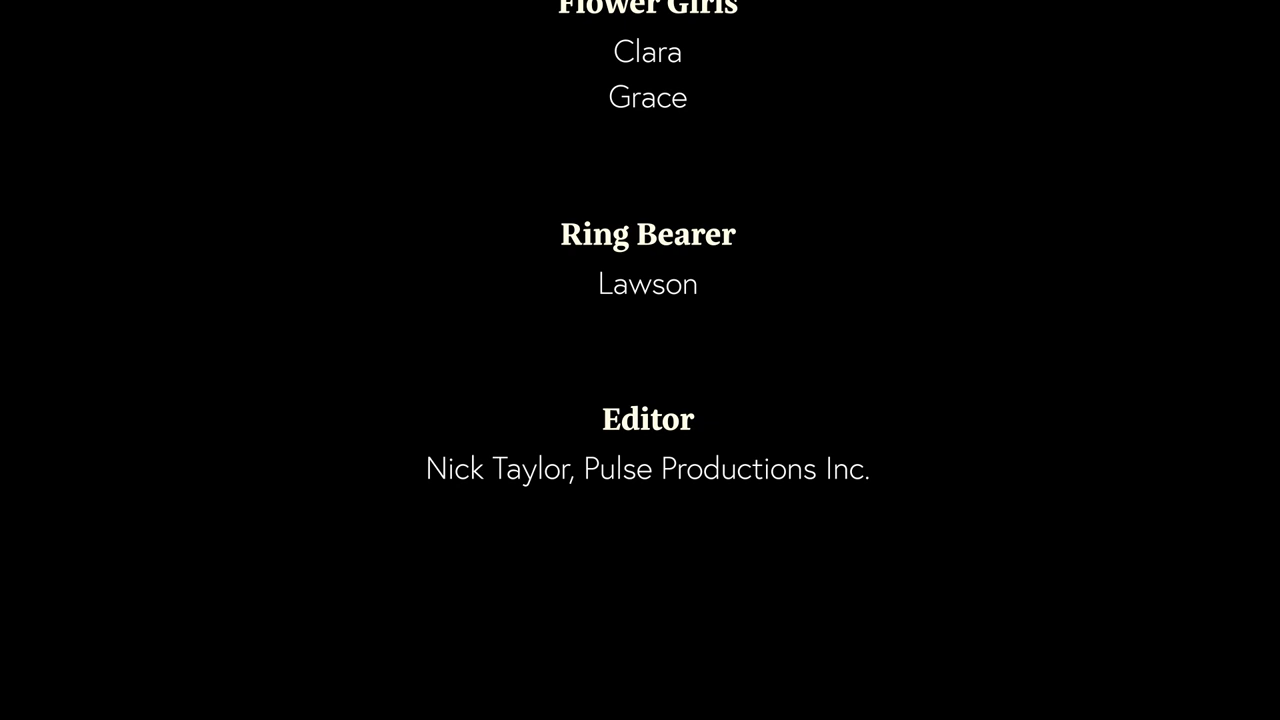 Flower Girls
Clara
Grace
Ring Bearer
Lawson
Editor
Nick Taylor, Pulse Productions Inc.